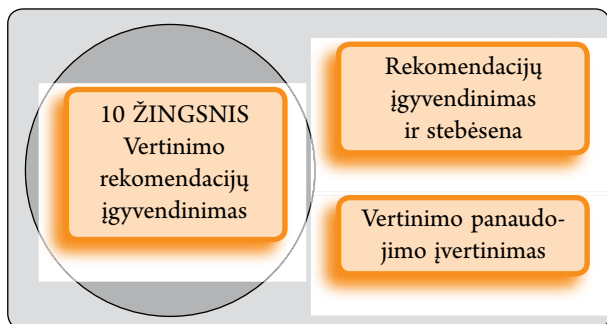 10 ŽINGSNIS
Vertinimo
rekomendacijų
įgyvendinimas
Rekomendacijų
įgyvendinimas
ir stebėsena
Vertinimo panaudo-
jimo įvertinimas